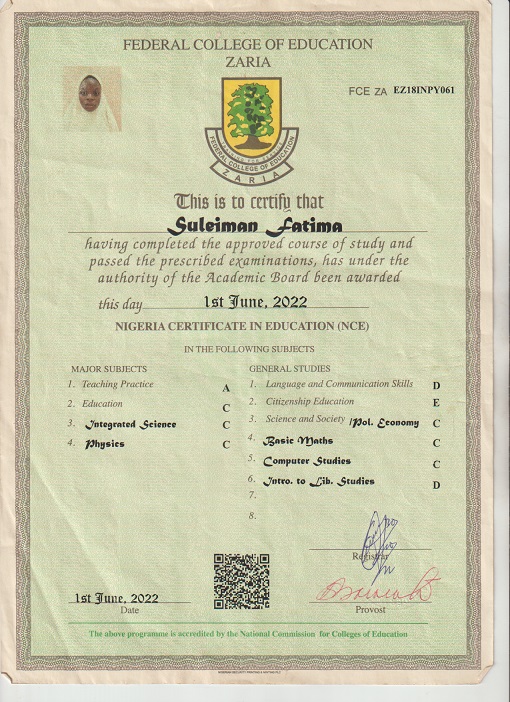 FEDERAL COLLEGE OF EDUCATION
ZARIA
FCE ZA EZ18INPY061
FEDERAL COLLEGE OF EDUCATION
ZARIA
This is to certify that
Suleiman Fatima
having completed the approved course of study and
passed the prescribed examinations, has under the
authority of the Academic Board been awarded
this day 1st June, 2022
NIGERIA CERTIFICATE IN EDUCATION (NCE)
IN THE FOLLOWING SUBJECTS
MAJOR SUBJECTS
1. Teaching Practice A
2. Education C
3. Integrated Science C
4. Physics C
GENERAL STUDIES
1. Language and Communication Skills D
2. Citizenship Education E
3. Science and Society /Pol. Economy C
4. Basic Maths C
5. Computer Studies C
6. Intro. to Lib. Studies D
7.
8.
Registrar
1st June, 2022
Date
Provost
The above programme is accredited by the National Commission for Colleges of Education